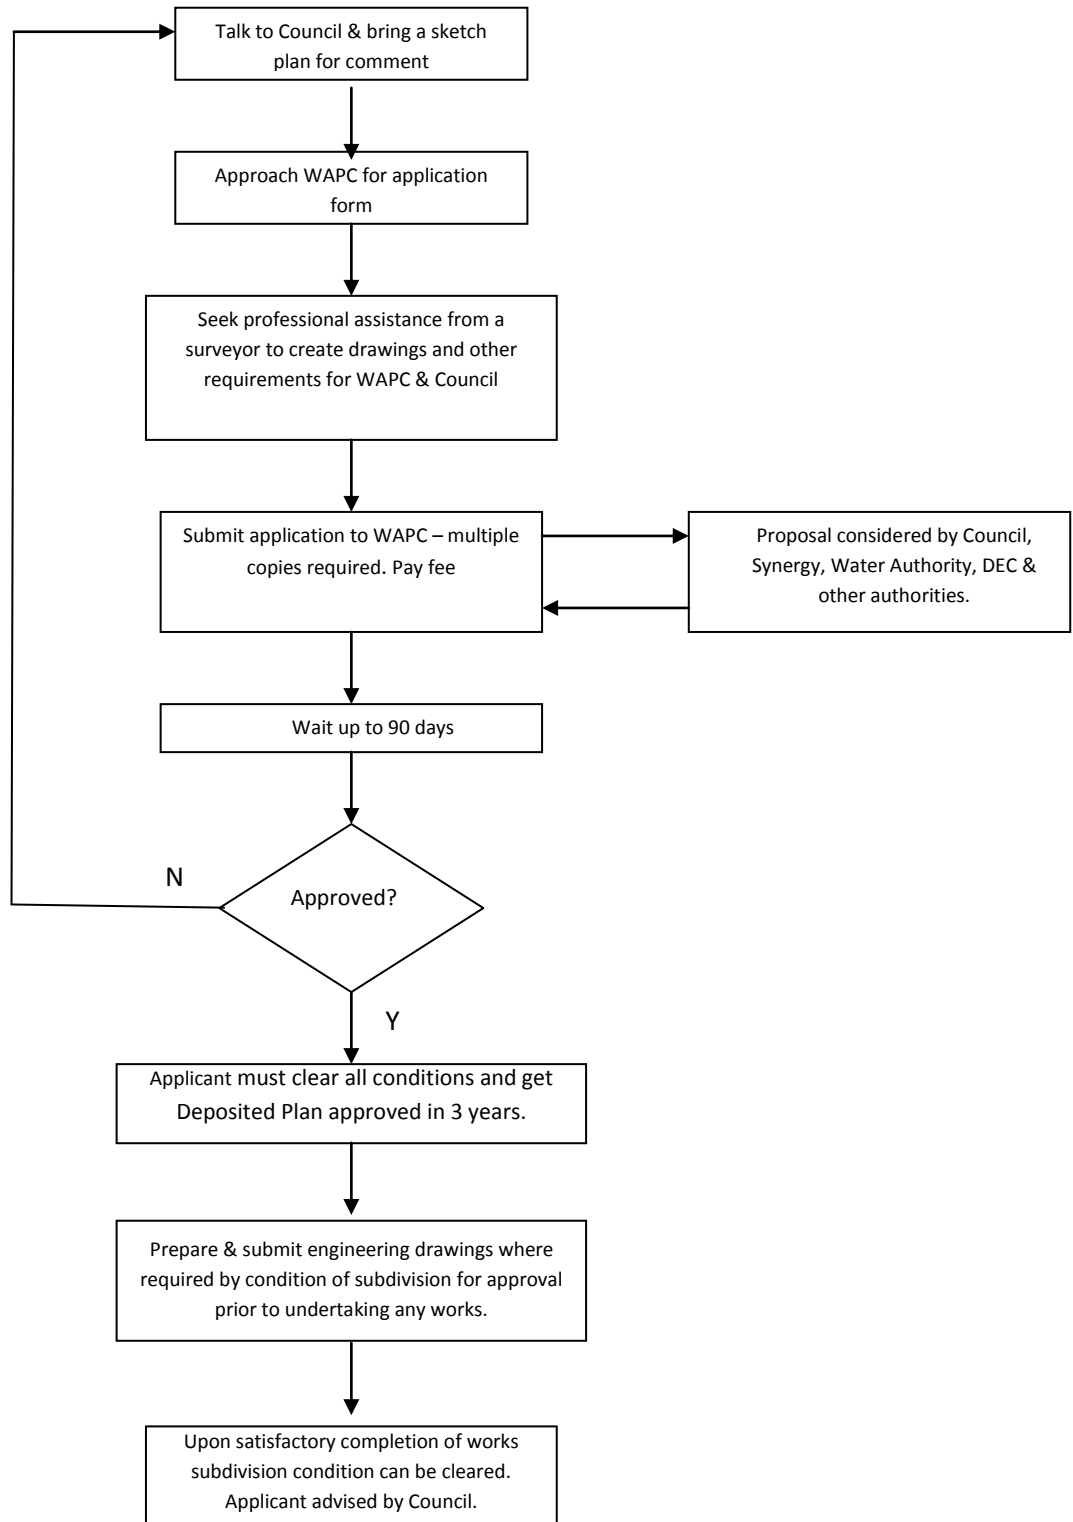 Talk to Council & bring a sketch
plan for comment
Approach WAPC for application
form
Seek professional assistance from a
surveyor to create drawings and other
requirements for WAPC & Council
Submit application to WAPC – multiple
copies required. Pay fee
Proposal considered by Council,
Synergy, Water Authority, DEC &
other authorities.
Wait up to 90 days
N
Approved?
Y
Applicant must clear all conditions and get
Deposited Plan approved in 3 years.
Prepare & submit engineering drawings where
required by condition of subdivision for approval
prior to undertaking any works.
Upon satisfactory completion of works
subdivision condition can be cleared.
Applicant advised by Council.